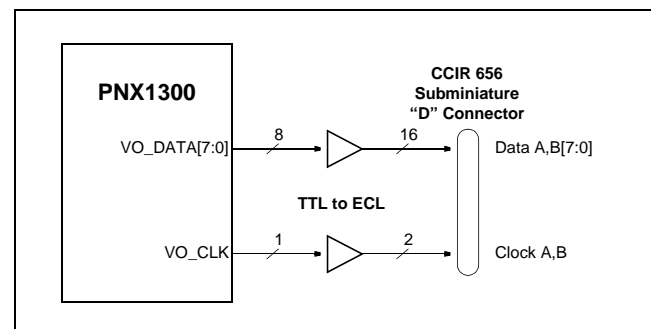 PNX1300
CCIR 656
Subminiature
“D” Connector
VO_DATA[7:0]
8
16
Data A,B[7:0]
TTL to ECL
VO_CLK
1
2
Clock A,B